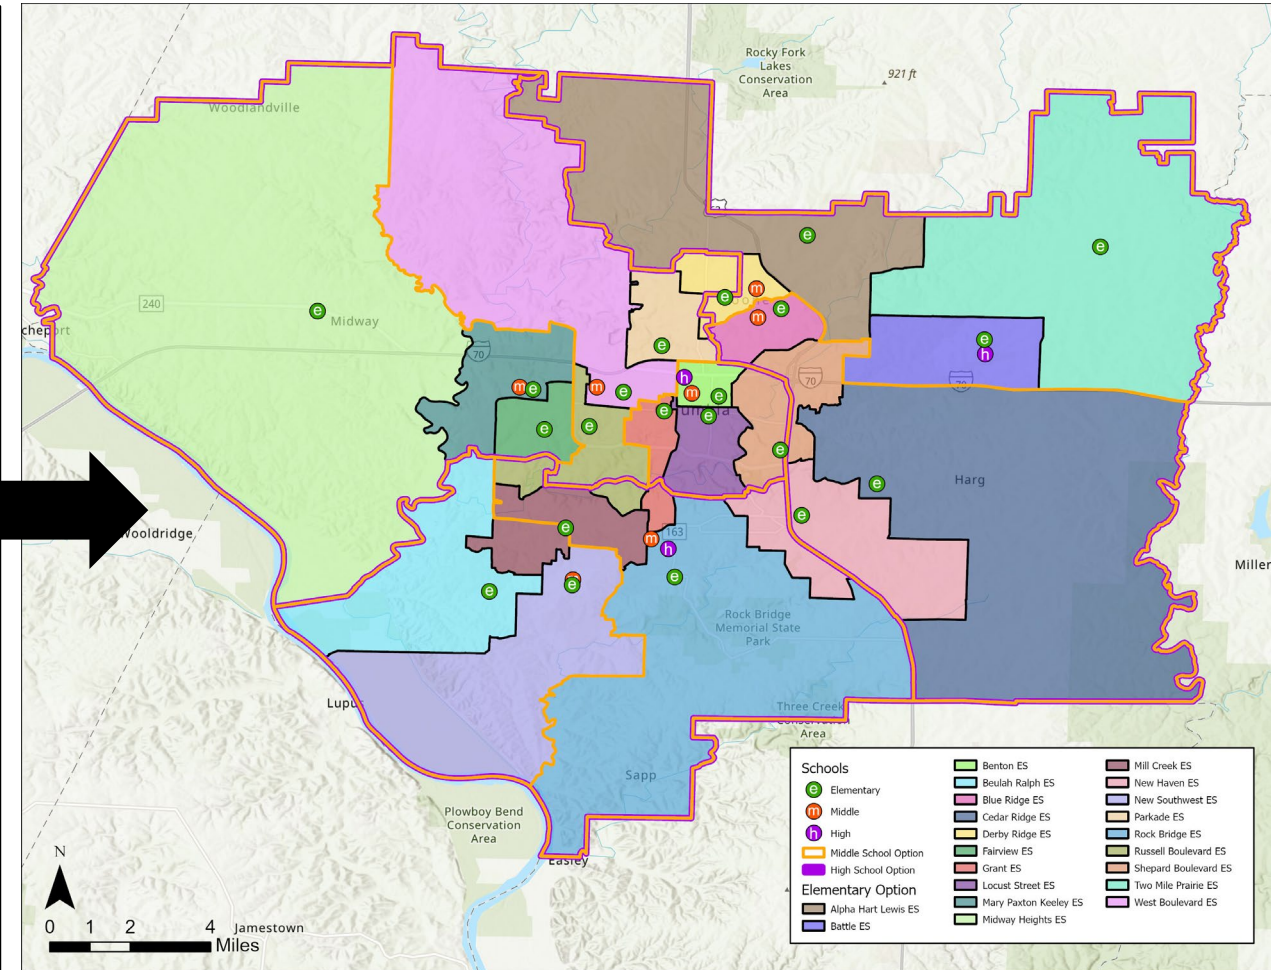 Rocky Fork
Lakes
Conservation
Area
921 ft
Woodlandville
240
Midway
cheport
70
70
70
Harg
Wooldridge
163
Miller
Rock Bridge
Memorial State
Park
Lupu
Three Creek
Conservation
Area
Sapp
Plowboy Bend
Conservation
Area
Easley
Jamestown
N
0 1 2 4
Miles
Schools
e Elementary
m Middle
h High
Middle School Option
High School Option
Elementary Option
Alpha Hart Lewis ES
Battle ES
Benton ES
Beulah Ralph ES
Blue Ridge ES
Cedar Ridge ES
Derby Ridge ES
Fairview ES
Grant ES
Locust Street ES
Mary Paxton Keeley ES
Midway Heights ES
Mill Creek ES
New Haven ES
New Southwest ES
Parkade ES
Rock Bridge ES
Russell Boulevard ES
Shepard Boulevard ES
Two Mile Prairie ES
West Boulevard ES